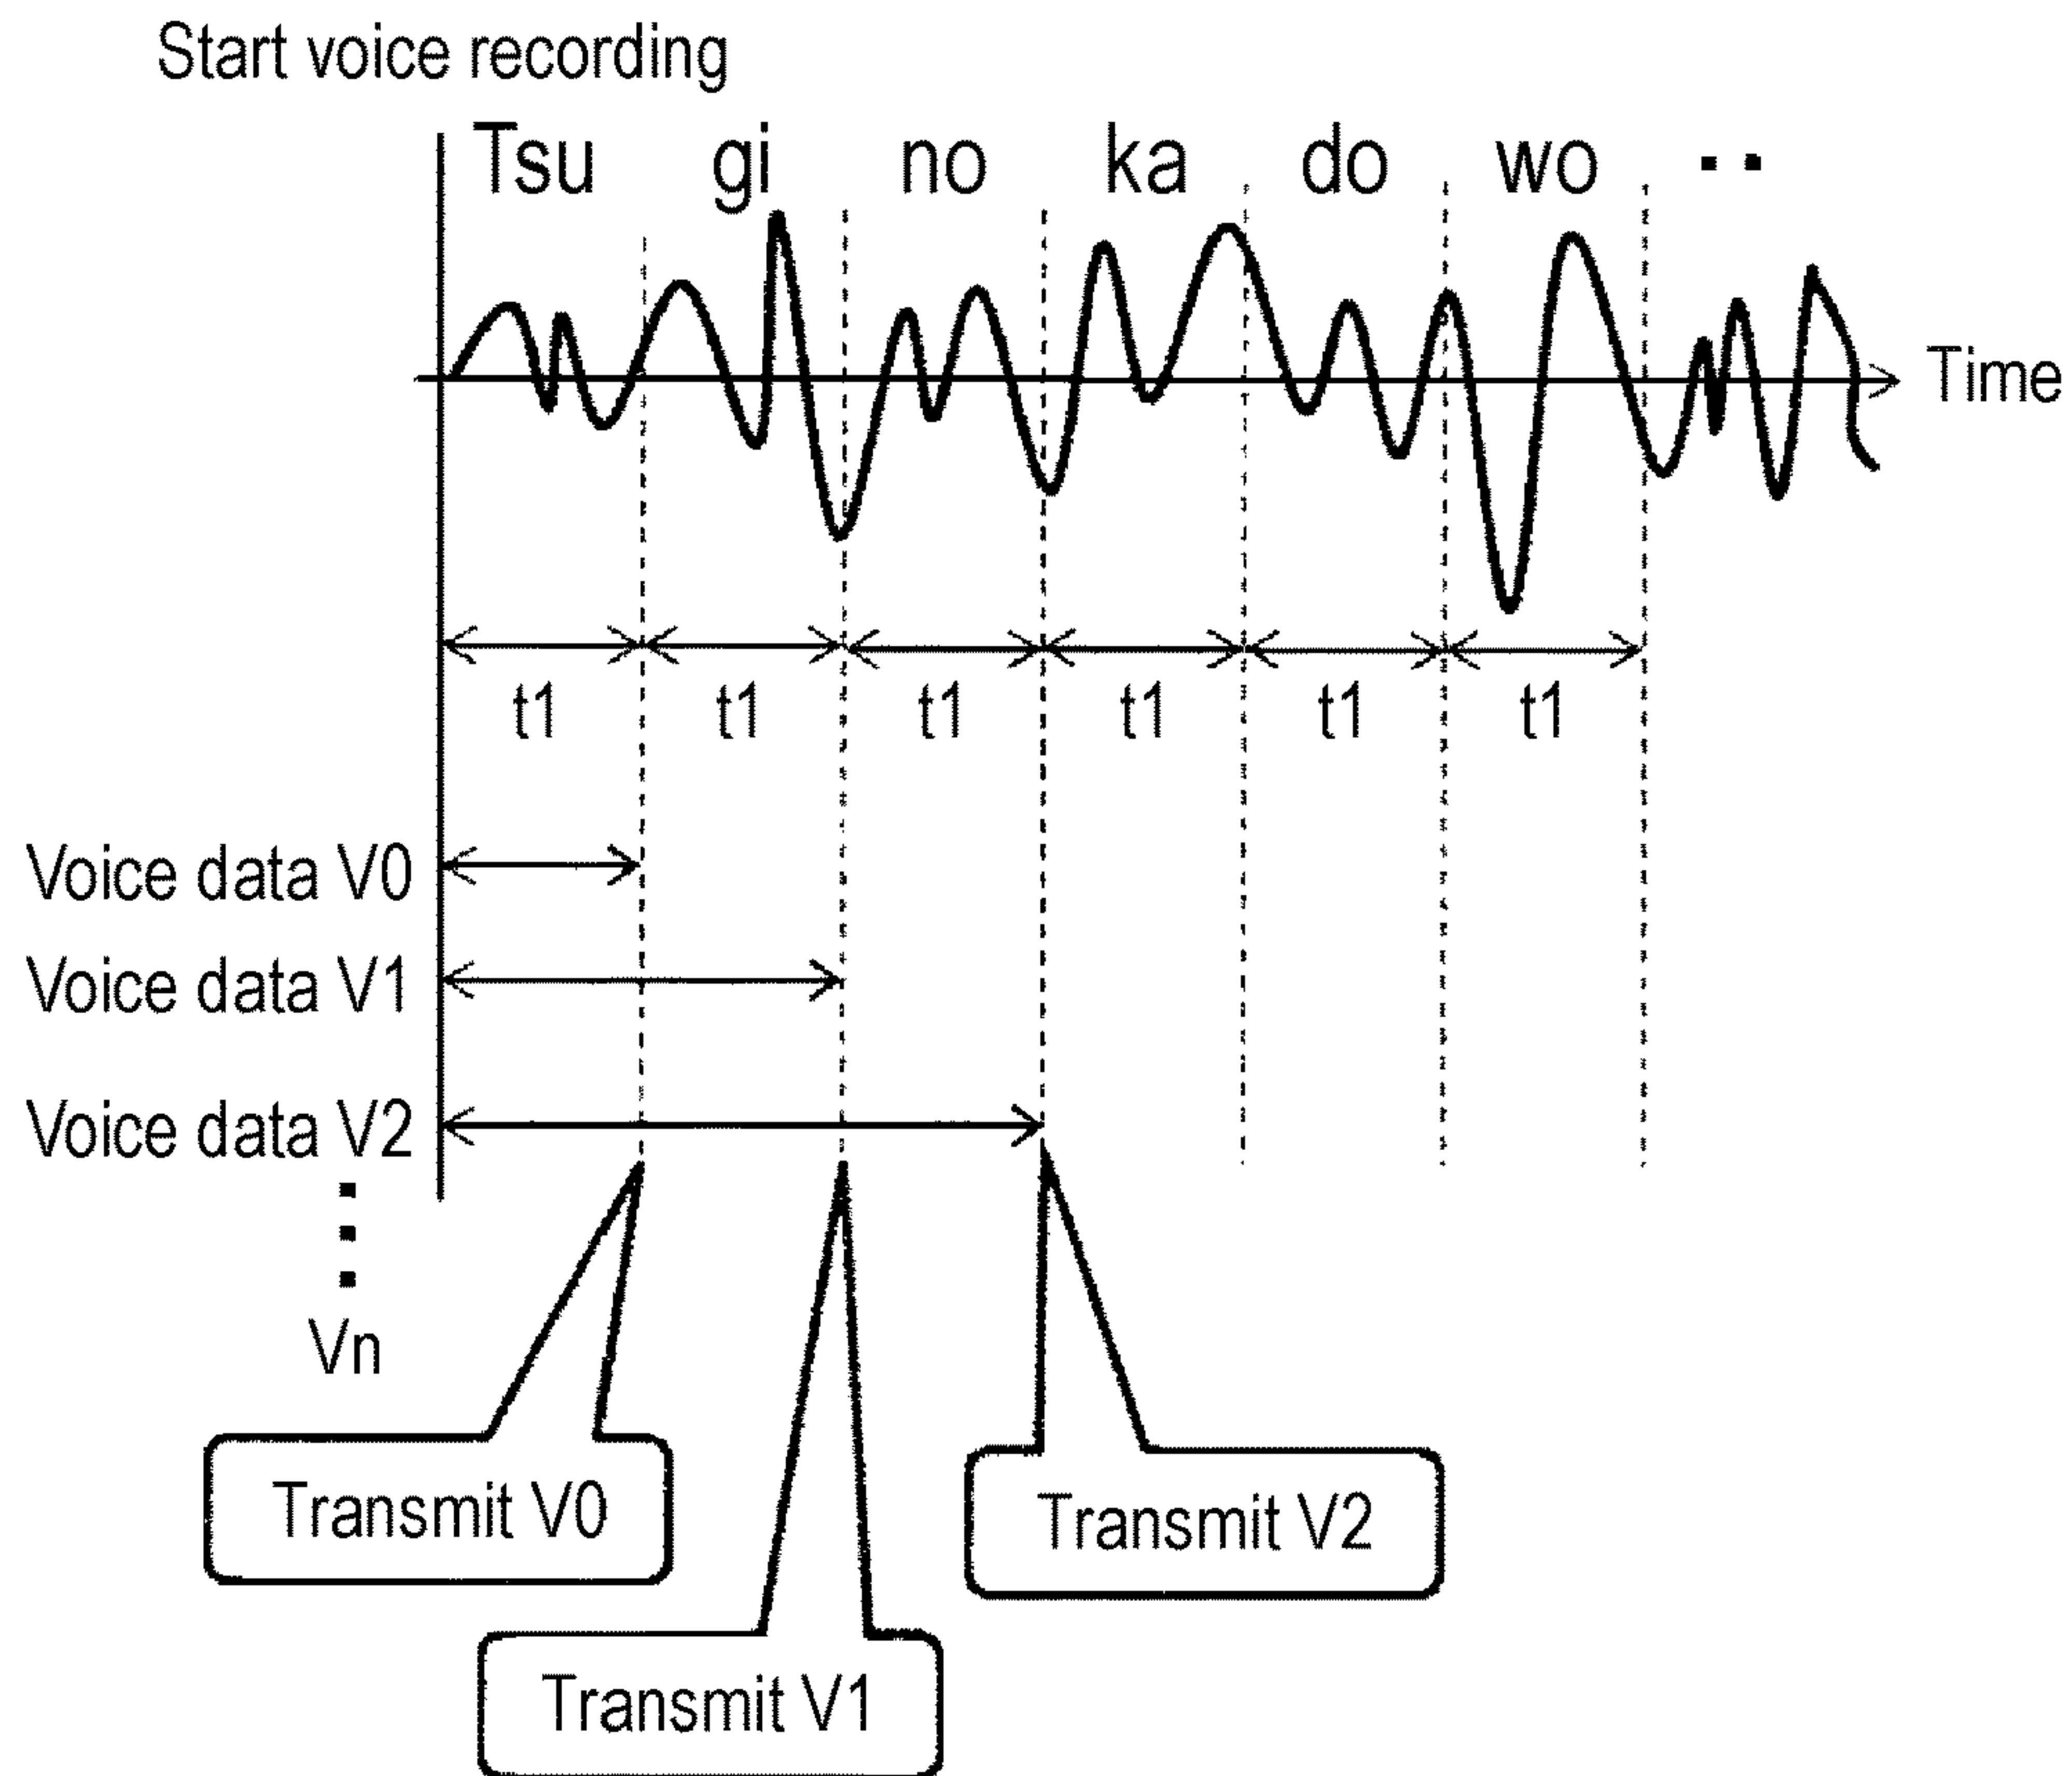 Start voice recording
Tsu gi no ka do wo ▪ ▪
Time
t1 t1 t1 t1 t1 t1
Voice data V0
Voice data V1
Voice data V2
Vn
Transmit V0
Transmit V2
Transmit V1